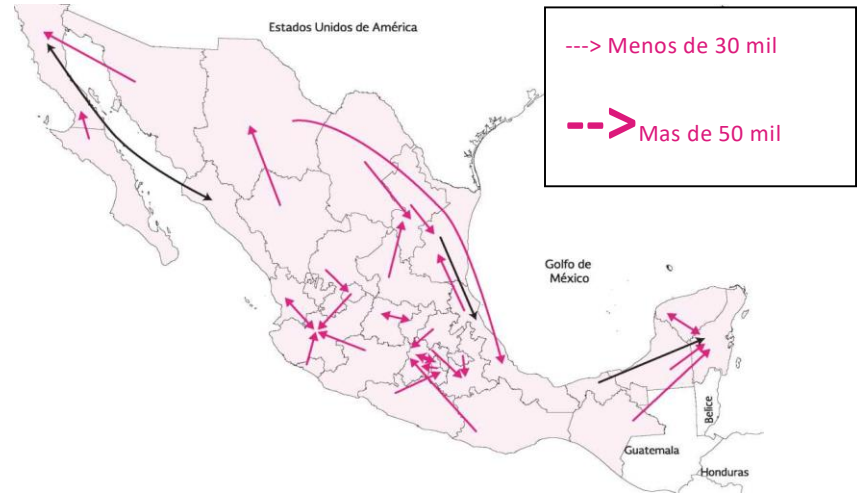 Estados Unidos de América
---> Menos de 30 mil
--> Mas de 50 mil
Golfo de
México
Belice
Guatemala
Honduras